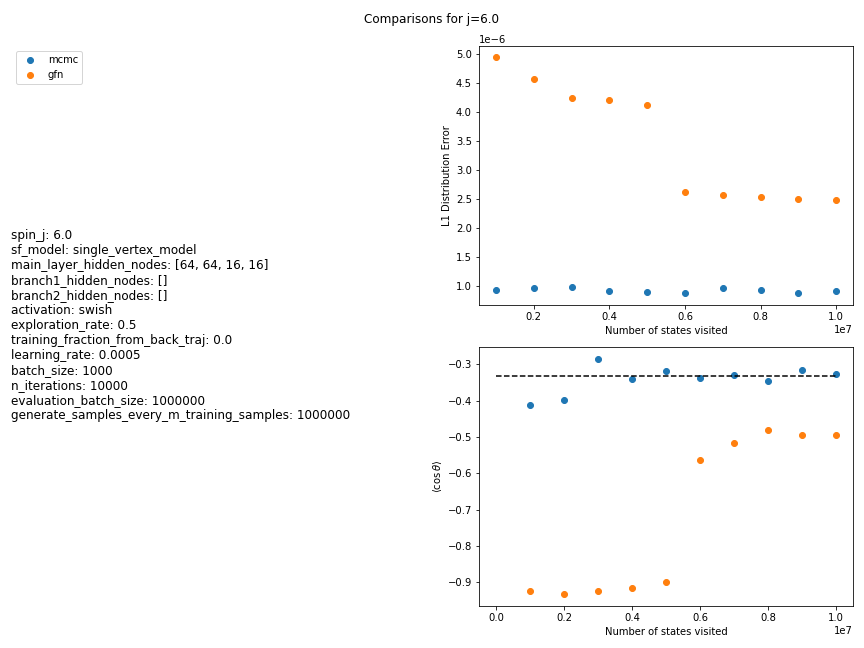 Comparisons for j=6.0
mcmc
gfn
spin_j: 6.0
sf_model: single_vertex_model
main_layer_hidden_nodes: [64, 64, 16, 16]
branch1_hidden_nodes: []
branch2_hidden_nodes: []
activation: swish
exploration_rate: 0.5
training_fraction_from_back_traj: 0.0
learning_rate: 0.0005
batch_size: 1000
n_iterations: 10000
evaluation_batch_size: 1000000
generate_samples_every_m_training_samples: 1000000
1e−6
5.0
4.5
4.0
3.5
3.0
2.5
2.0
1.5
1.0
L1 Distribution Error
0.2
0.4
0.6
0.8
1.0
1e7
Number of states visited
−0.3
−0.4
−0.5
−0.6
−0.7
−0.8
−0.9
⟨cos θ⟩
0.0
0.2
0.4
0.6
0.8
1.0
1e7
Number of states visited